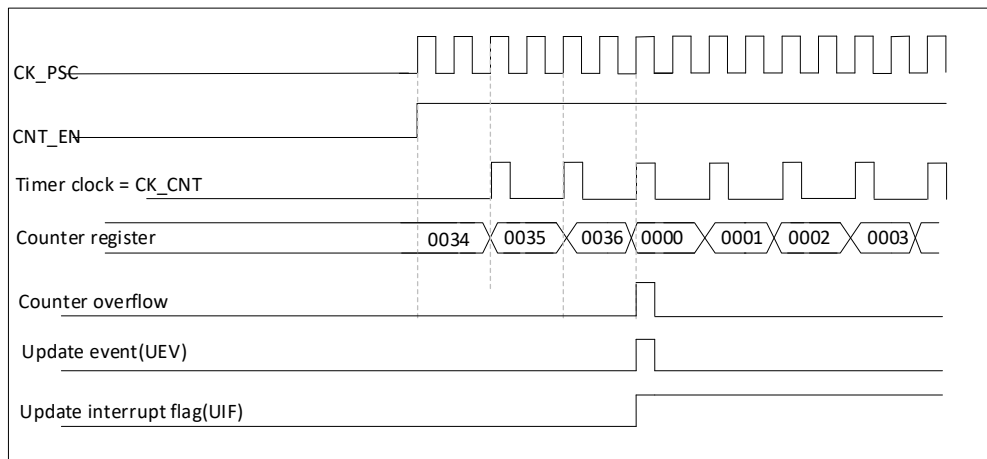 CK_PSC
CNT_EN
Timer clock = CK_CNT
Counter register
0034 0035 0036 0000 0001 0002 0003
Counter overflow
Update event(UEV)
Update interrupt flag(UIF)